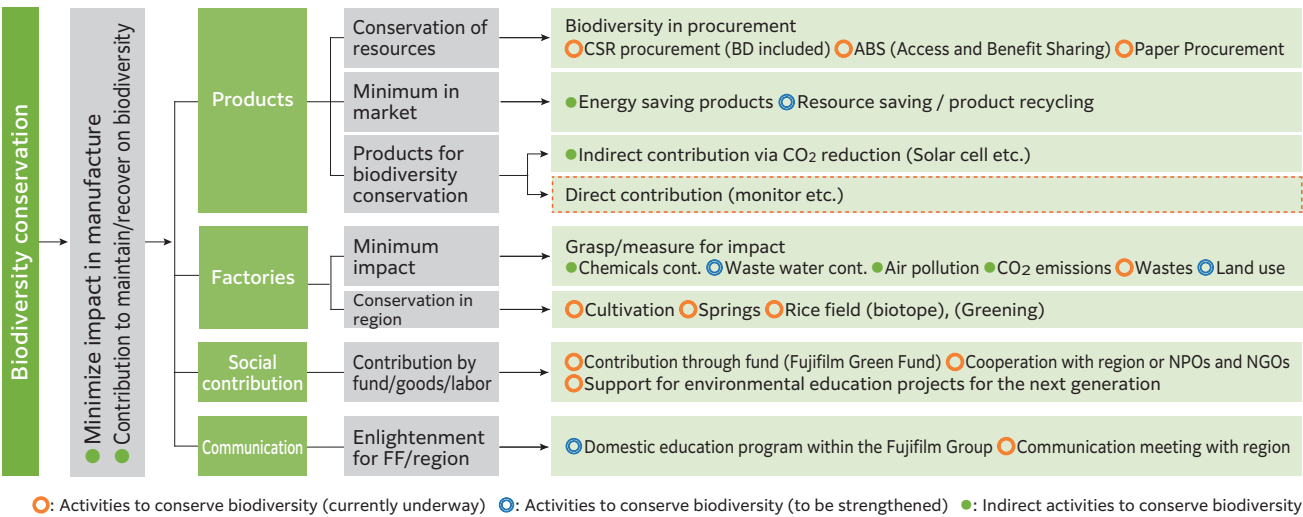 Biodiversity conservation
● Minimize impact in manufacture
● Contribution to maintain/recover on biodiversity
Products
Conservation of
resources
Biodiversity in procurement
○CSR procurement (BD included) ○ABS (Access and Benefit Sharing) ○Paper Procurement
Minimum in
market
●Energy saving products ◎Resource saving / product recycling
Products for
biodiversity
conservation
●Indirect contribution via CO2 reduction (Solar cell etc.)
Direct contribution (monitor etc.)
Factories
Minimum
impact
Grasp/measure for impact
●Chemicals cont. ◎Waste water cont. ●Air pollution ●CO2 emissions ○Wastes ◎Land use
Conservation in
region
○Cultivation ○Springs ○Rice field (biotope), (Greening)
Social
contribution
Contribution by
fund/goods/labor
○Contribution through fund (Fujifilm Green Fund) ○Cooperation with region or NPOs and NGOs
○Support for environmental education projects for the next generation
Communication
Enlightenment
for FF/region
◎Domestic education program within the Fujifilm Group ○Communication meeting with region
○: Activities to conserve biodiversity (currently underway) ◎: Activities to conserve biodiversity (to be strengthened) ●: Indirect activities to conserve biodiversity